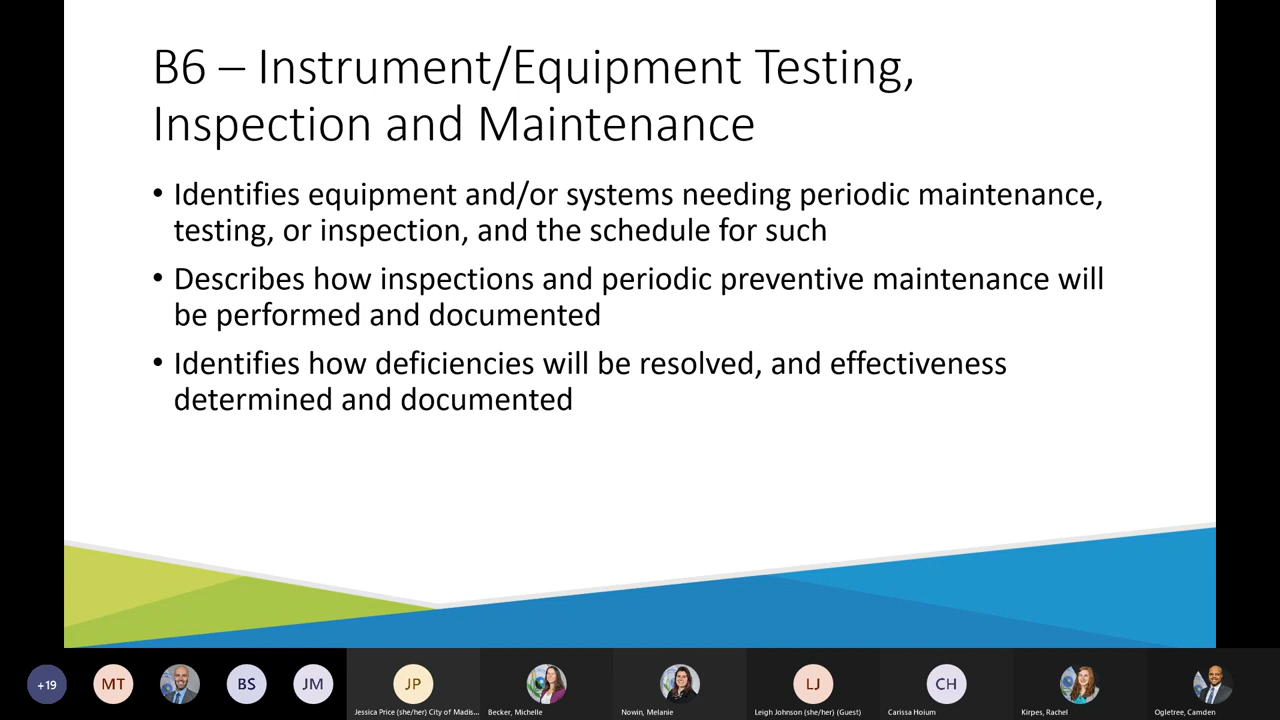 B6 – Instrument/Equipment Testing,
Inspection and Maintenance
• Identifies equipment and/or systems needing periodic maintenance,
testing, or inspection, and the schedule for such
• Describes how inspections and periodic preventive maintenance will
be performed and documented
• Identifies how deficiencies will be resolved, and effectiveness
determined and documented
+19
MT
BS
JM
JP
LJ
CH
Jessica Price (she/her) City of Madis...
Becker, Michelle
Nowin, Melanie
Leigh Johnson (she/her) (Guest)
Carissa Hoium
Kirpes, Rachel
Ogletree, Camden